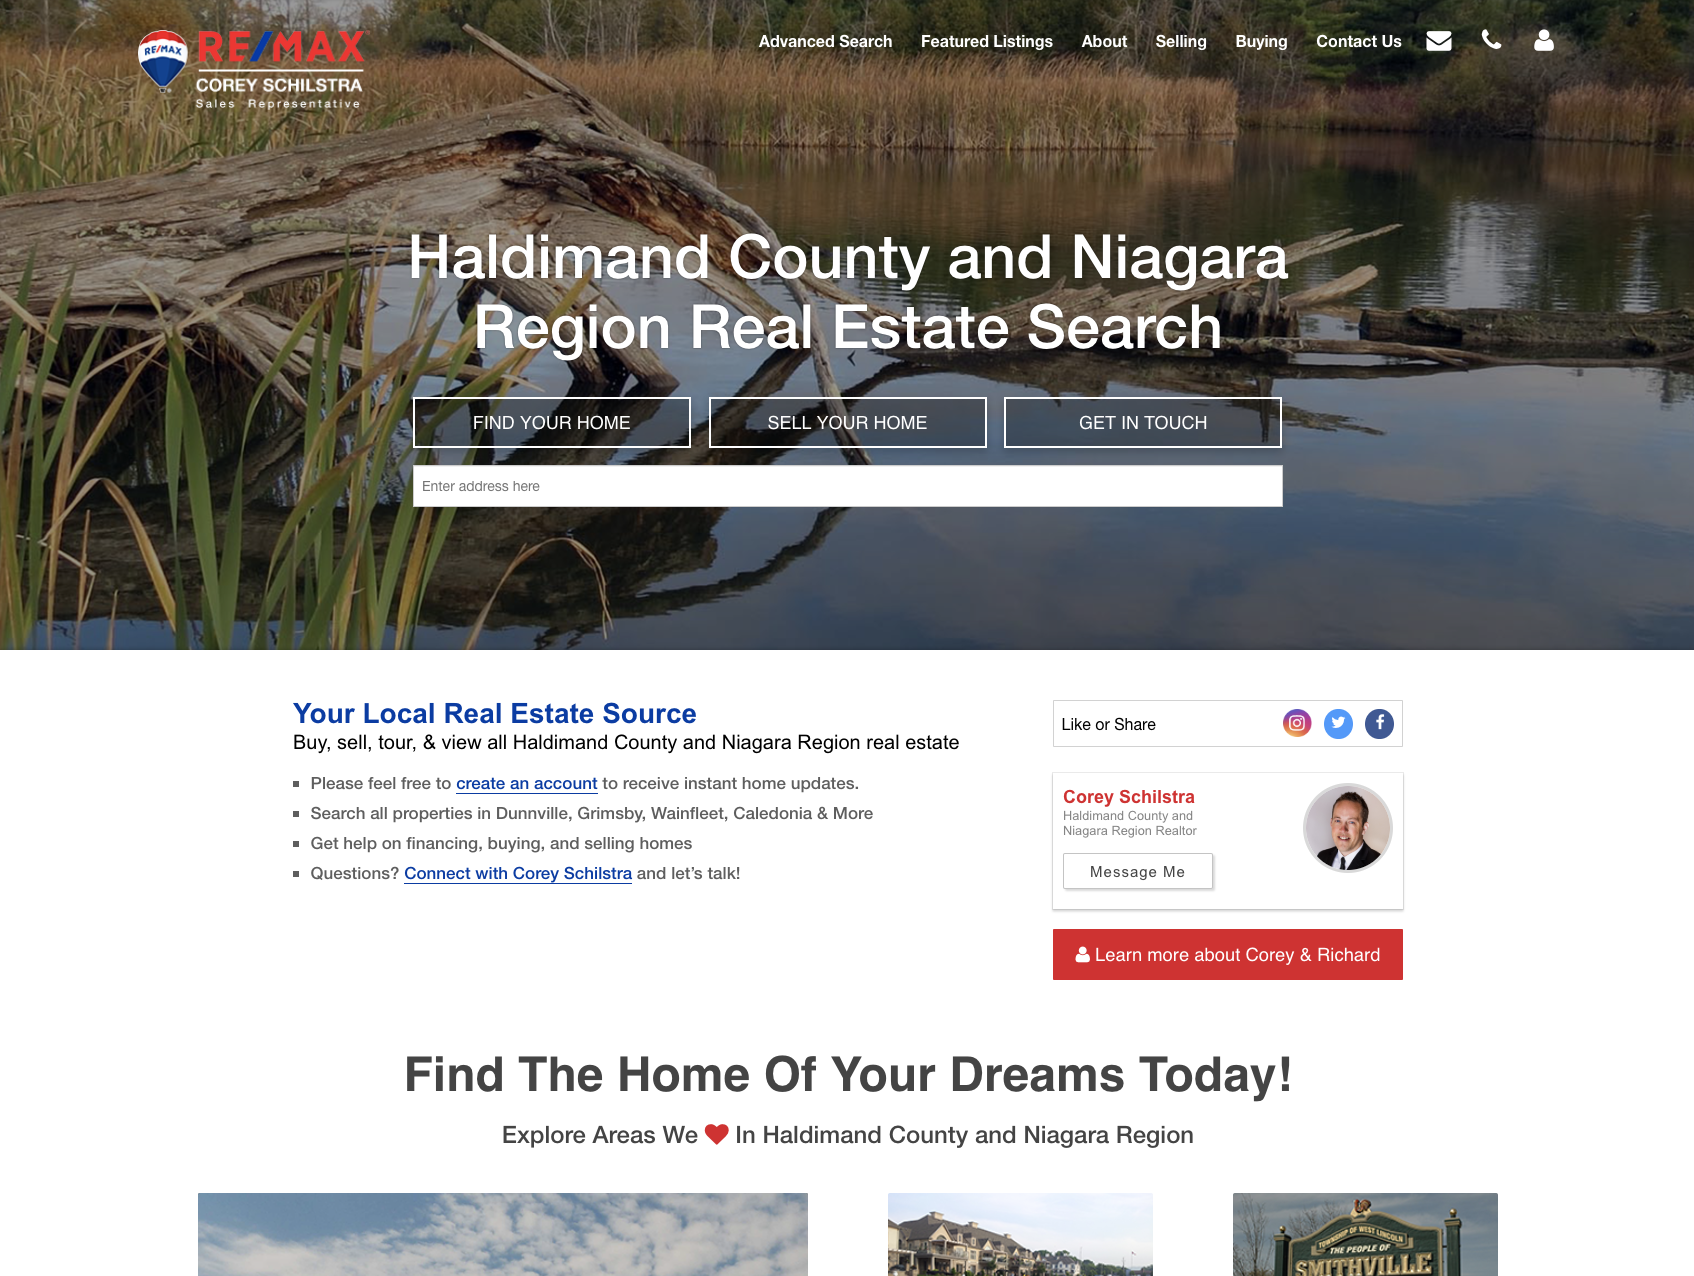 RE/MAX
RE/MAX
COREY SCHILSTRA
Sales Representative
Advanced Search
Featured Listings
About
Selling
Buying
Contact Us
Haldimand County and Niagara
Region Real Estate Search
FIND YOUR HOME
SELL YOUR HOME
GET IN TOUCH
Enter address here
Your Local Real Estate Source
Buy, sell, tour, & view all Haldimand County and Niagara Region real estate
Please feel free to create an account to receive instant home updates.
Search all properties in Dunnville, Grimsby, Wainfleet, Caledonia & More
Get help on financing, buying, and selling homes
Questions? Connect with Corey Schilstra and let’s talk!
Like or Share
Corey Schilstra
Haldimand County and
Niagara Region Realtor
Message Me
Learn more about Corey & Richard
Find The Home Of Your Dreams Today!
Explore Areas We ❤ In Haldimand County and Niagara Region
TOWNSHIP OF WEST LINCOLN
THE PEOPLE OF
SMITHVILLE